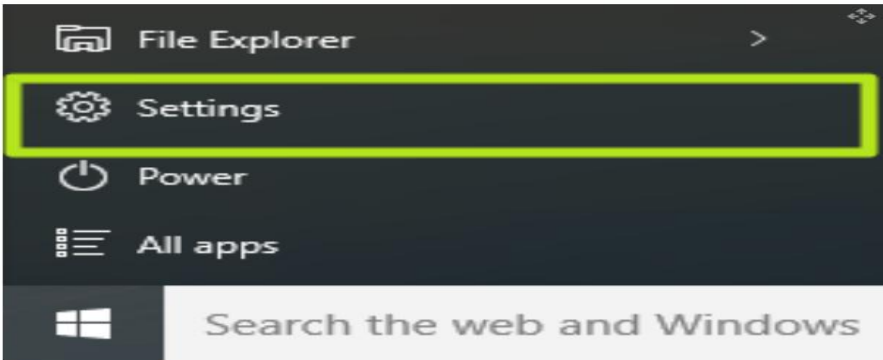 File Explorer >
Settings
Power
All apps
Search the web and Windows